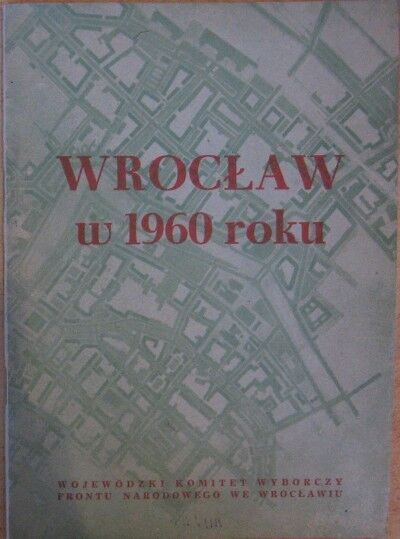 WROCŁAW
w 1960 roku
WOJEWÓDZKI KOMITET WYBORCZY
FRONTU NARODOWEGO WE WROCŁAWIU